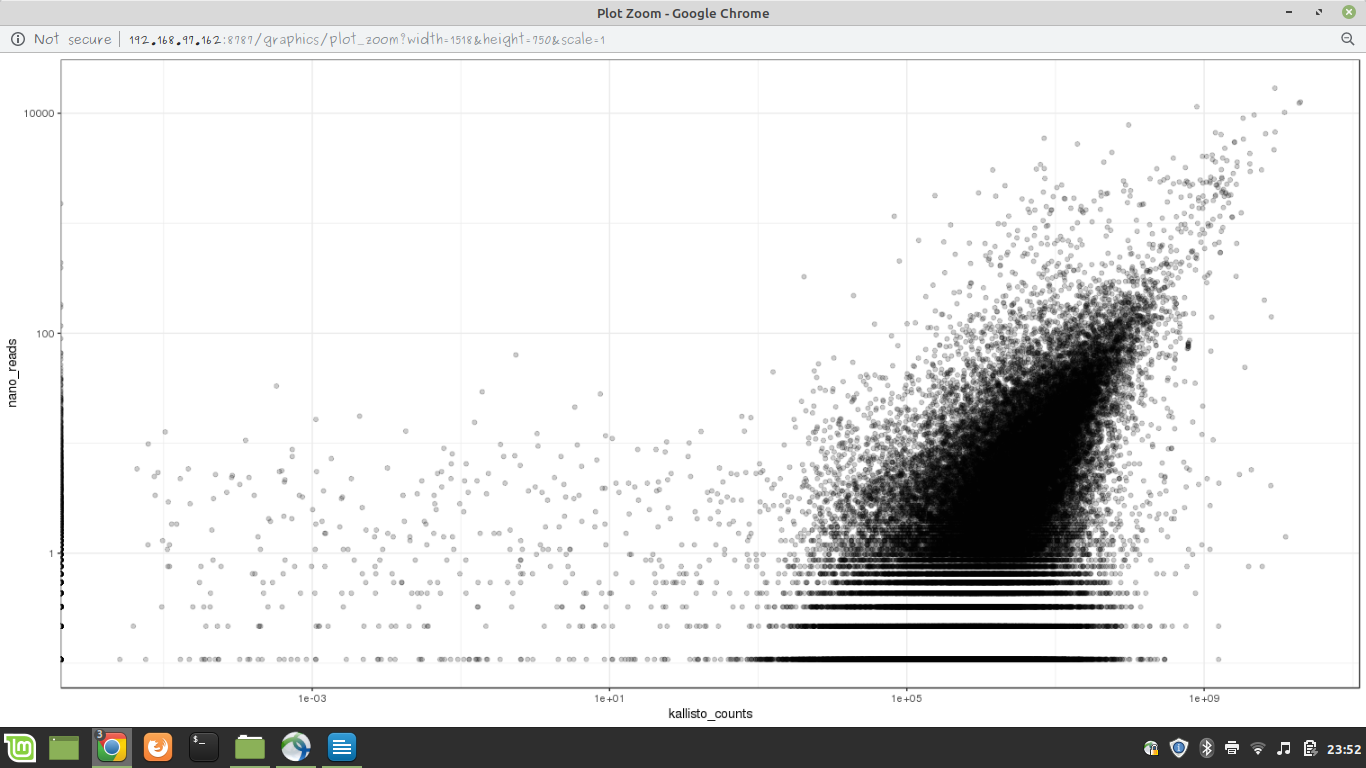 Plot Zoom - Google Chrome
Not secure | 192.168.97.162:8787/graphics/plot_zoom?width=1518&height=750&scale=1
10000
100
1
nano_reads
1e-03 1e+01 1e+05 1e+09
kallisto_counts
3
$_
23:52